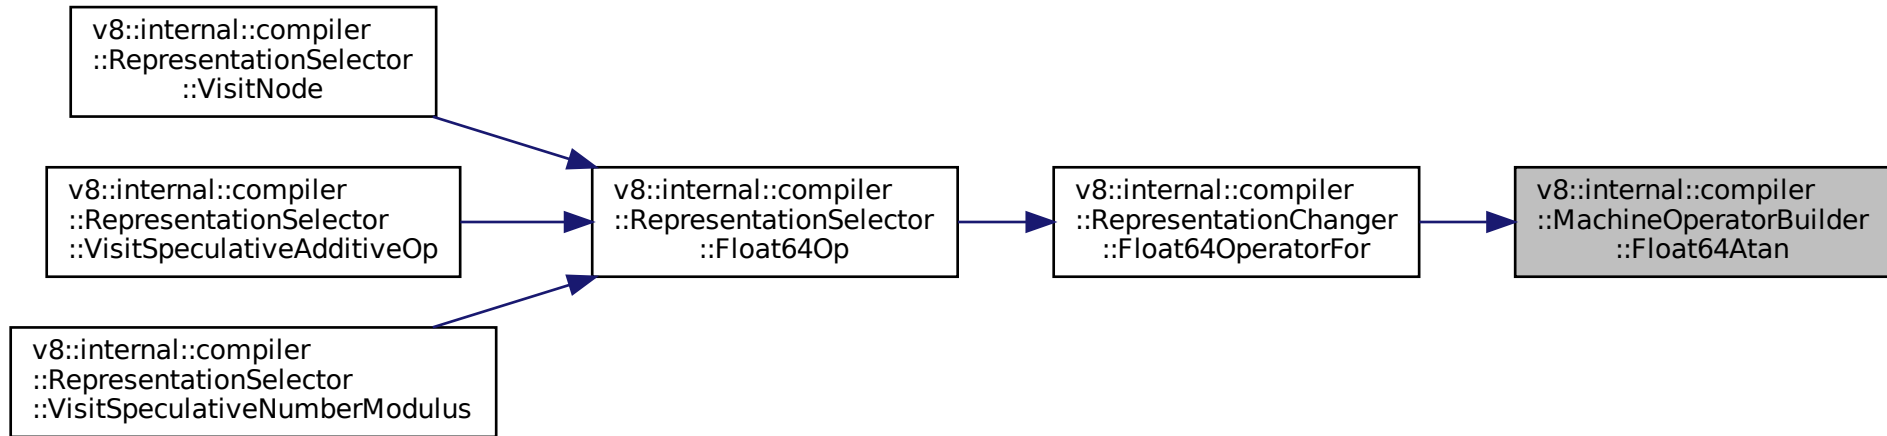 v8::internal::compiler
::RepresentationSelector
::VisitNode
v8::internal::compiler
::RepresentationSelector
::VisitSpeculativeAdditiveOp
v8::internal::compiler
::RepresentationSelector
::VisitSpeculativeNumberModulus
v8::internal::compiler
::RepresentationSelector
::Float64Op
v8::internal::compiler
::RepresentationChanger
::Float64OperatorFor
v8::internal::compiler
::MachineOperatorBuilder
::Float64Atan